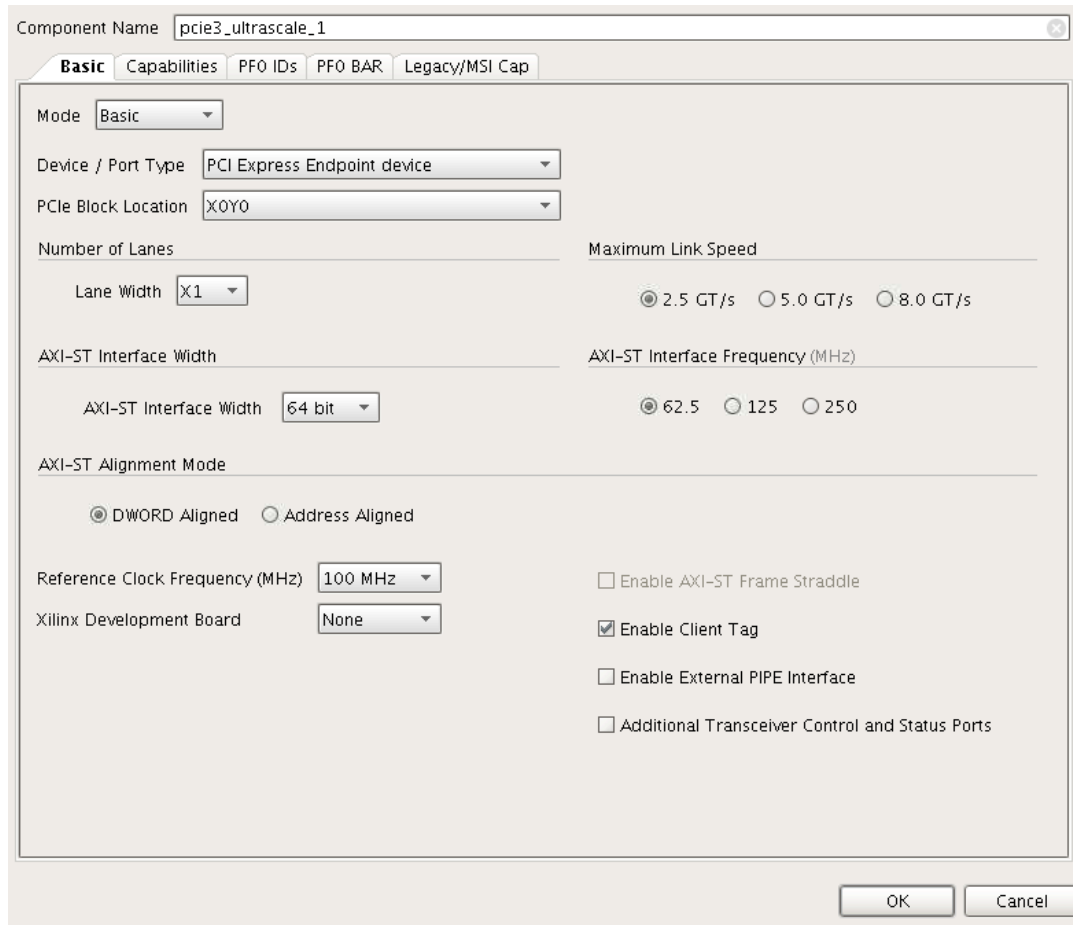 Component Name pcie3_ultrascale_1
Basic Capabilities PF0 IDs PF0 BAR Legacy/MSI Cap
Mode Basic
Device / Port Type PCI Express Endpoint device
PCIe Block Location X0Y0
Number of Lanes Maximum Link Speed
Lane Width X1 2.5 GT/s 5.0 GT/s 8.0 GT/s
AXI-ST Interface Width AXI-ST Interface Frequency (MHz)
AXI-ST Interface Width 64 bit 62.5 125 250
AXI-ST Alignment Mode
DWORD Aligned Address Aligned
Reference Clock Frequency (MHz) 100 MHz Enable AXI-ST Frame Straddle
Xilinx Development Board None Enable Client Tag
Enable External PIPE Interface
Additional Transceiver Control and Status Ports
OK Cancel